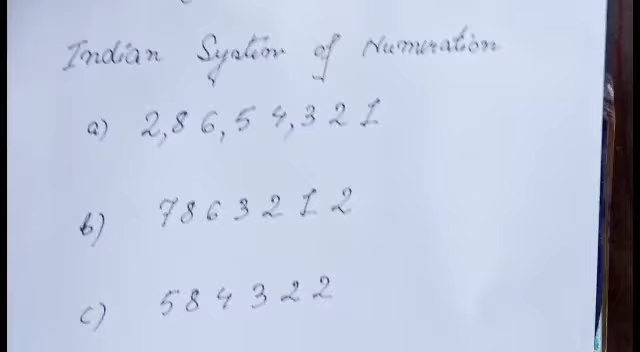 Indian System of Numeration
a) 2,86,54,321
b) 7863212
c) 584322